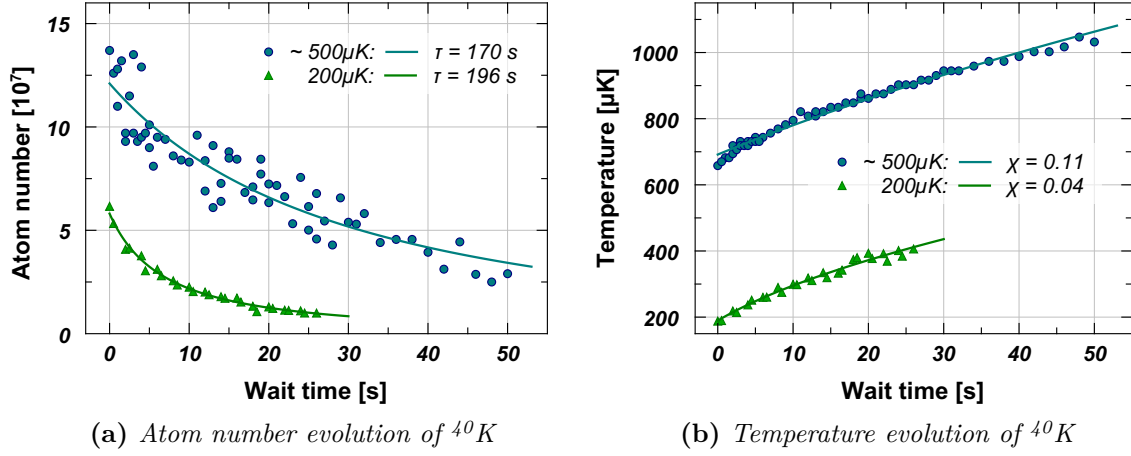 15
10
5
0
Atom number [10⁷]
~ 500µK: τ = 170 s
200µK: τ = 196 s
0 10 20 30 40 50
Wait time [s]
(a) Atom number evolution of ⁴⁰K
1000
800
600
400
200
Temperature [µK]
~ 500µK: χ = 0.11
200µK: χ = 0.04
0 10 20 30 40 50
Wait time [s]
(b) Temperature evolution of ⁴⁰K